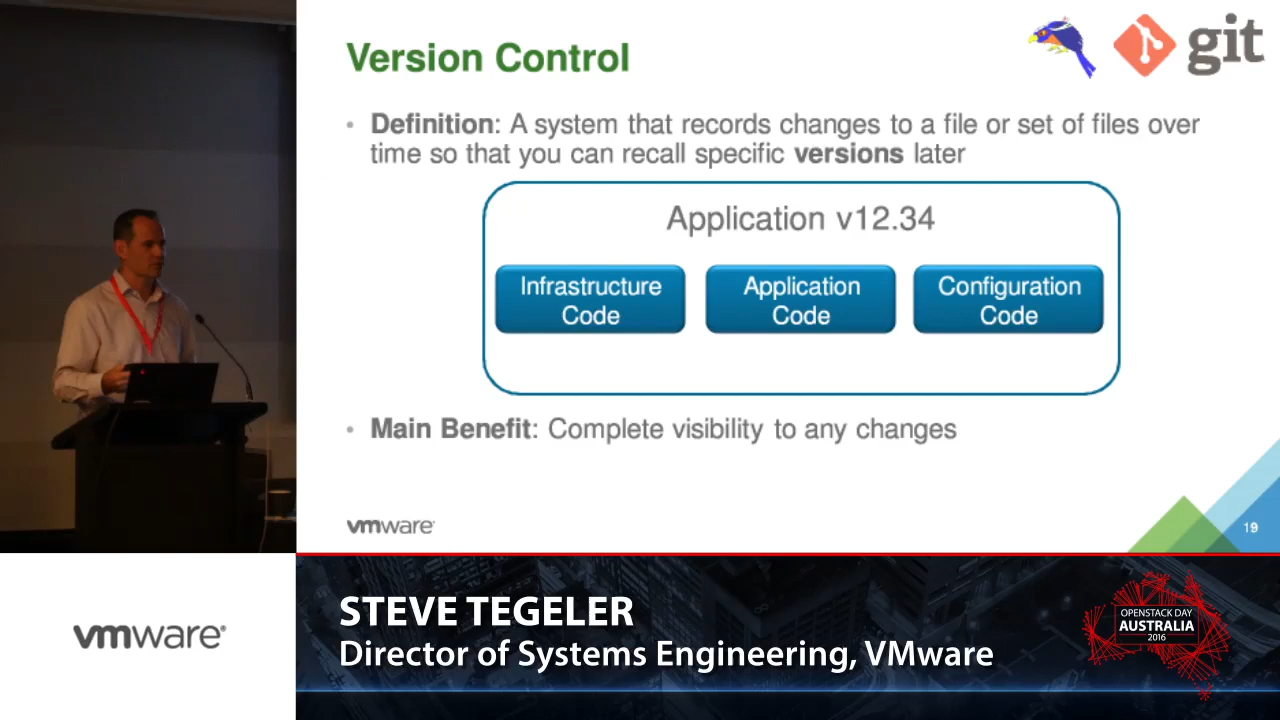 Version Control
git
• Definition: A system that records changes to a file or set of files over
time so that you can recall specific versions later
Application v12.34
Infrastructure
Code
Application
Code
Configuration
Code
• Main Benefit: Complete visibility to any changes
vmware
19
vmware®
STEVE TEGELER
Director of Systems Engineering, VMware
OPENSTACK DAY
AUSTRALIA
2016